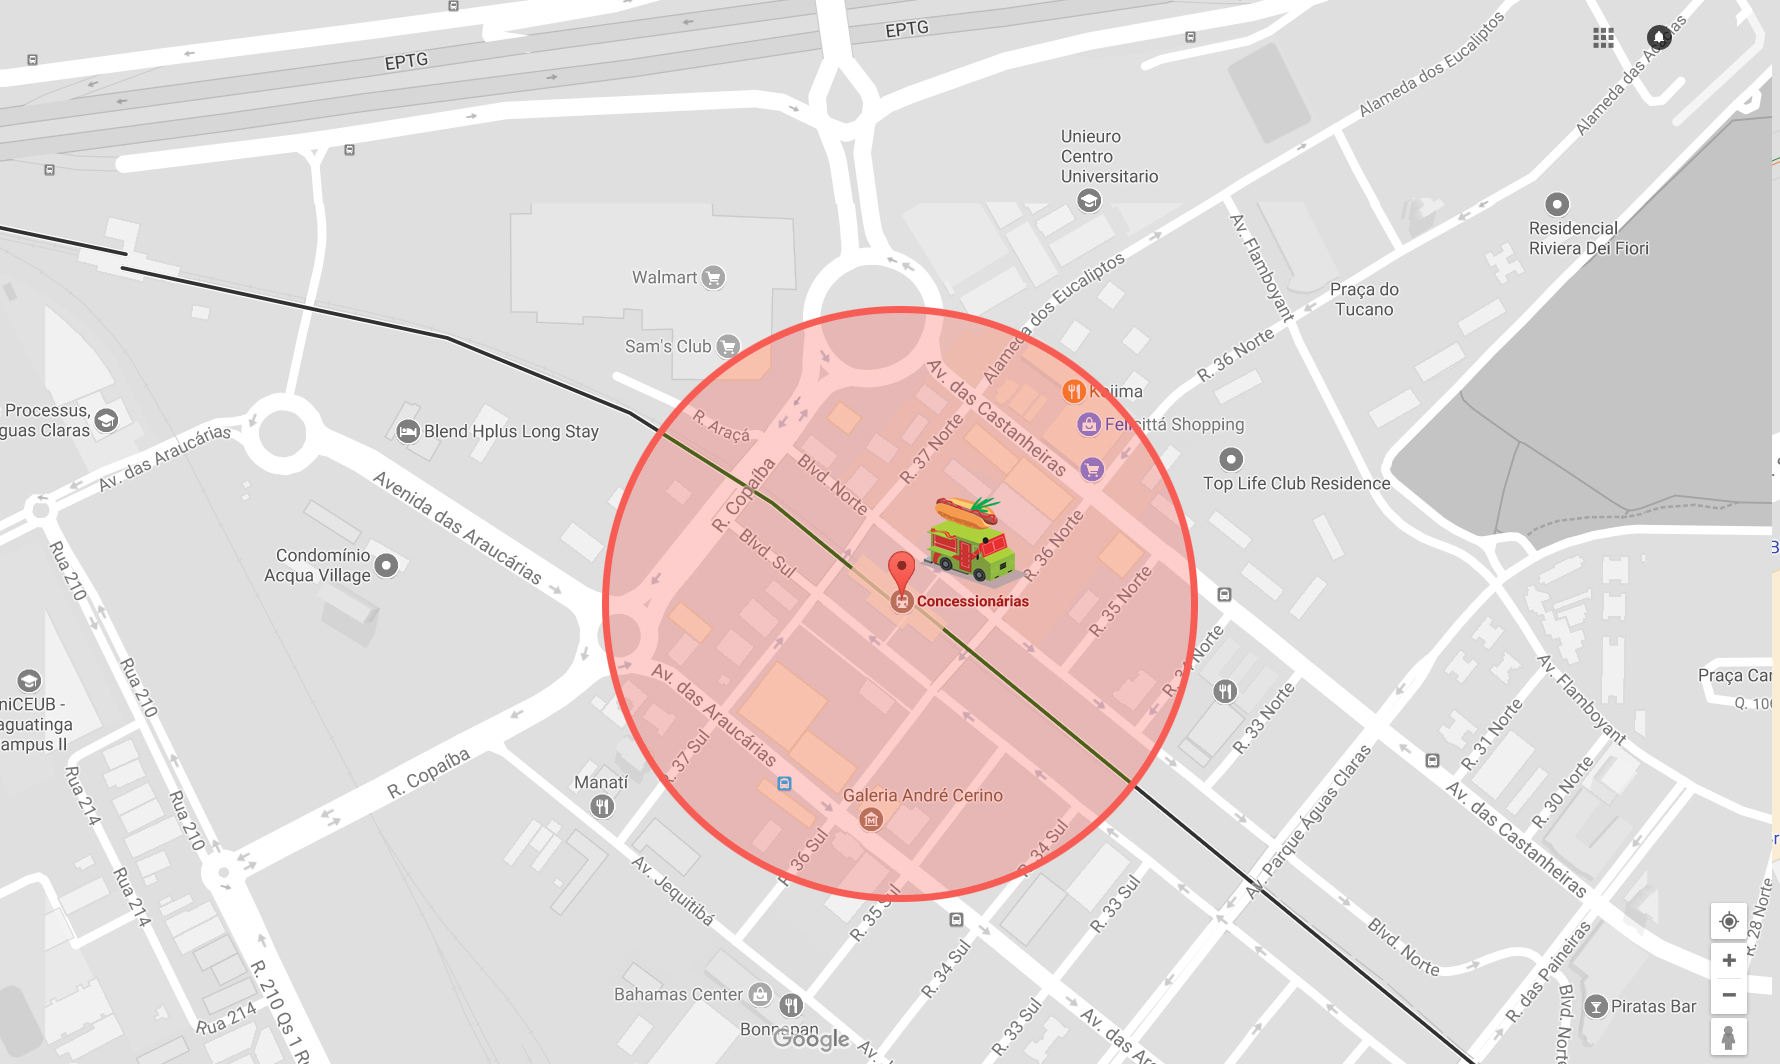 EPTG
EPTG
Alameda dos Eucaliptos
Alameda das Acácias
Unieuro
Centro
Universitario
Residencial
Riviera Dei Fiori
Av. Flamboyant
Praça do
Tucano
Walmart
Sam's Club
Alameda dos Eucaliptos
R. 36 Norte
Av. das Castanheiras
Kojima
Felicittá Shopping
Processus,
guas Claras
Av. das Araucárias
Blend Hplus Long Stay
R. Araçá
R. 37 Norte
Top Life Club Residence
Avenida das Araucárias
R. Copaíba
Blvd. Norte
Blvd. Sul
R. 36 Norte
Rua 210
Condomínio
Acqua Village
Concessionárias
R. 35 Norte
R. 34 Norte
Rua 210
niCEUB -
aguatinga
ampus II
Av. das Araucárias
R. 33 Norte
Av. Flamboyant
Praça Car
Q. 106
R. 31 Norte
R. 37 Sul
R. Copaíba
Manatí
Galeria André Cerino
Rua 214
Rua 210
Av. Parque Águas Claras
R. 30 Norte
Av. das Castanheiras
R. 36 Sul
R. 34 Sul
Av. Jequitibá
Rua 214
R. 35 Sul
R. 33 Sul
R. 28 Norte
Blvd. Norte
R. das Paineiras
R. 34 Sul
Bahamas Center
Bonnapan
Google
R. 33 Sul
Av. das Ara
Av.
Rua 214
R. 210 Qs 1 R
Blvd. Norte
Piratas Bar